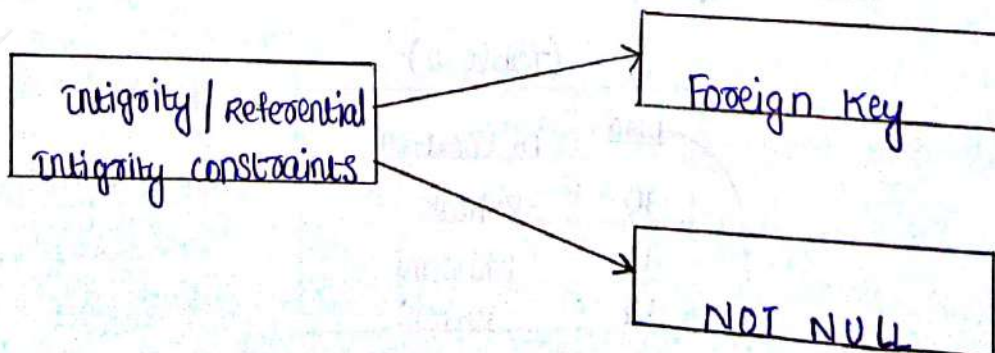 Intigrity / Referential
Intigrity constraints
Foreign Key
NOT NULL